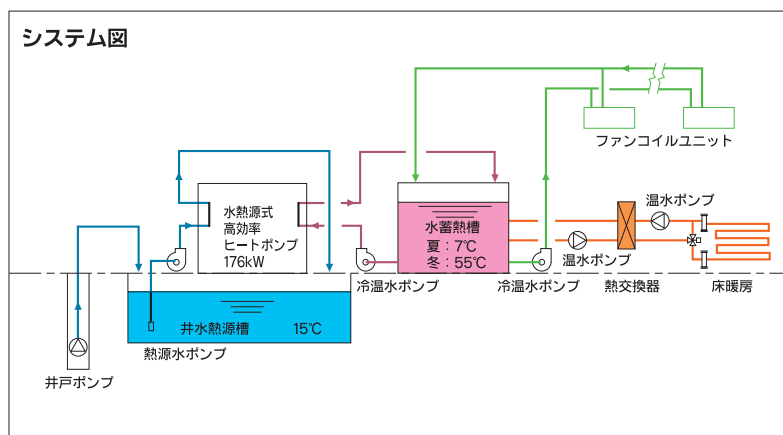 システム図
ファンコイルユニット
水熱源式
高効率
ヒートポンプ
176kW
水蓄熱槽
夏：7℃
冬：55℃
温水ポンプ
温水ポンプ
冷温水ポンプ
冷温水ポンプ
熱交換器
床暖房
井水熱源槽 15℃
熱源水ポンプ
井戸ポンプ